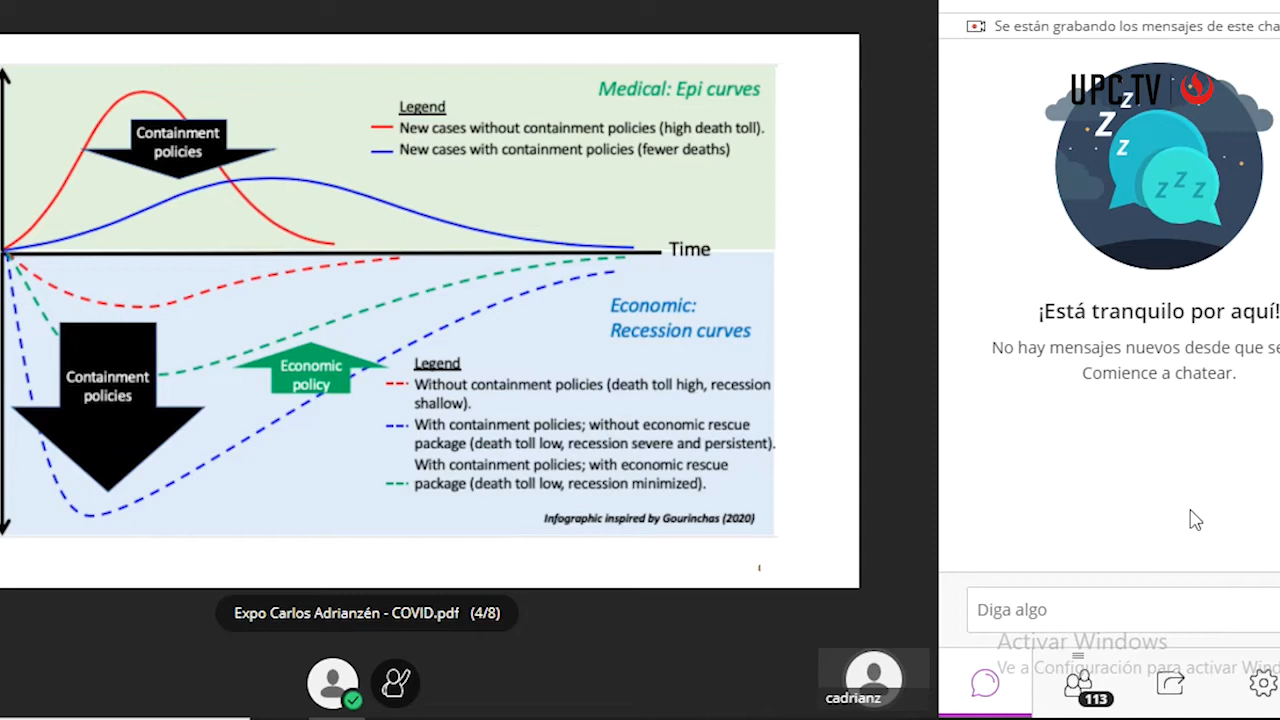 Medical: Epi curves
Legend
New cases without containment policies (high death toll).
New cases with containment policies (fewer deaths)
Containment
policies
Time
Economic:
Recession curves
Containment
policies
Economic
policy
Legend
Without containment policies (death toll high, recession
shallow).
With containment policies; without economic rescue
package (death toll low, recession severe and persistent).
With containment policies; with economic rescue
package (death toll low, recession minimized).
Infographic inspired by Gourinchas (2020)
Expo Carlos Adrianzén - COVID.pdf (4/8)
cadrianz
Se están grabando los mensajes de este cha
UPC TV
Z
Z
Z
Z Z Z
¡Está tranquilo por aquí!
No hay mensajes nuevos desde que se
Comience a chatear.
Diga algo
Activar Windows
Ve a Configuración para activar Wind
113